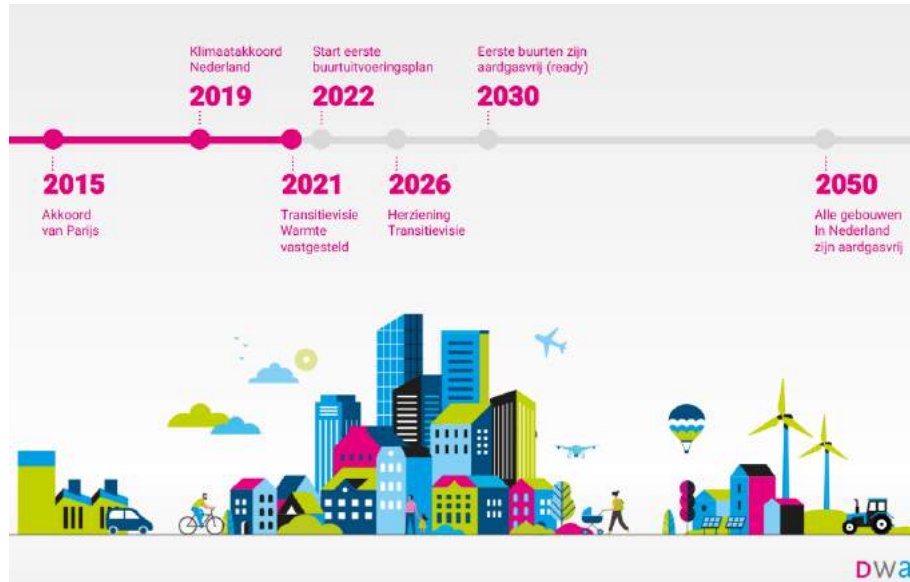 Klimaatakkoord
Nederland
2019
Start eerste
buurtuitvoeringsplan
2022
Eerste buurten zijn
aardgasvrij (ready)
2030
2015
Akkoord
van Parijs
2021
Transitievisie
Warmte
vastgesteld
2026
Herziening
Transitievisie
2050
Alle gebouwen
In Nederland
zijn aardgasvrij
DWA